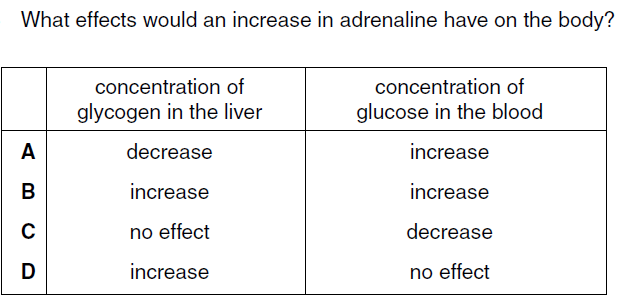 What effects would an increase in adrenaline have on the body?
concentration of glycogen in the liver concentration of glucose in the blood
A decrease increase
B increase increase
C no effect decrease
D increase no effect